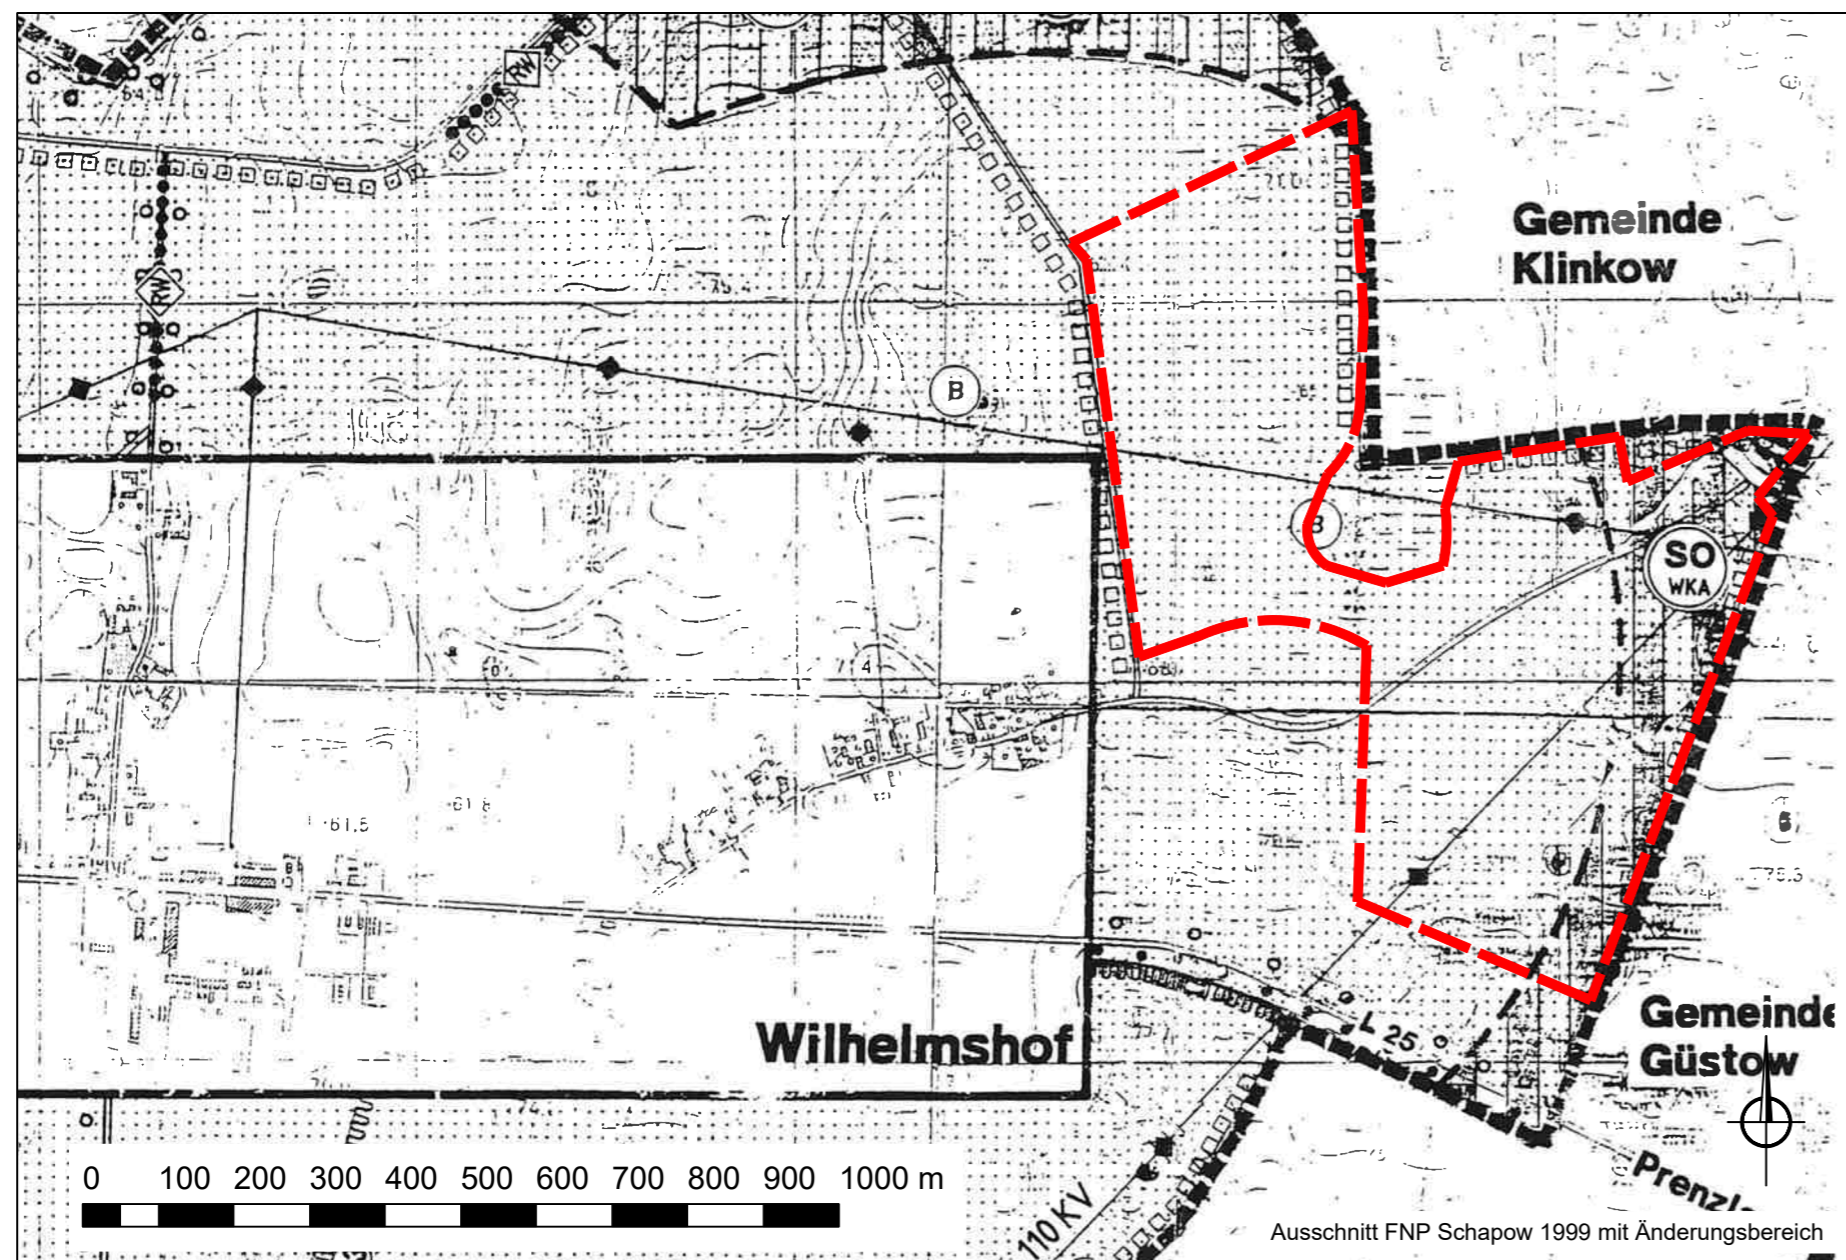 RW
Gemeinde
Klinkow
RW
B
B
SO
WKA
4
61.8
61.5
Wilhelmshof
L 25
Gemeinde
Güstow
0 100 200 300 400 500 600 700 800 900 1000 m
110 KV
Ausschnitt FNP Schapow 1999 mit Änderungsbereich